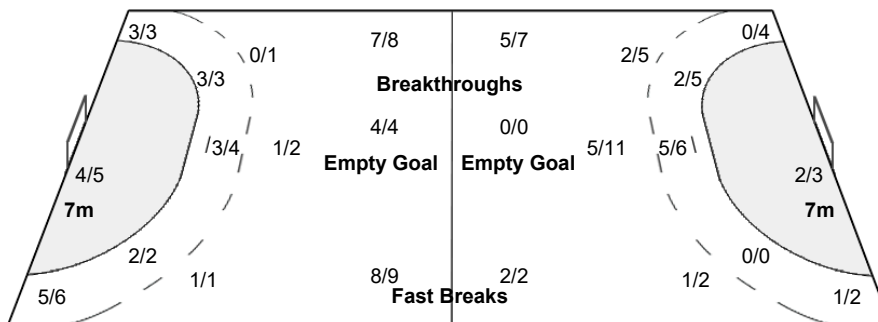 3/3 7/8 5/7 0/4
0/1 2/5
3/3 Breakthroughs 2/5
4/4 0/0
3/4 1/2 5/11 5/6
Empty Goal Empty Goal
4/5 2/3
7m 7m
2/2 0/0
1/1 8/9 2/2 1/2
5/6 Fast Breaks 1/2